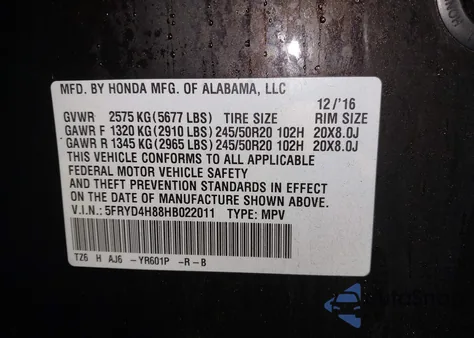 MFD. BY HONDA MFG. OF ALABAMA, LLC
12/'16
GVWR 2575 KG(5677 LBS) TIRE SIZE RIM SIZE
GAWR F 1320 KG(2910 LBS) 245/50R20 102H 20X8.0J
GAWR R 1345 KG(2965 LBS) 245/50R20 102H 20X8.0J
THIS VEHICLE CONFORMS TO ALL APPLICABLE
FEDERAL MOTOR VEHICLE SAFETY
AND THEFT PREVENTION STANDARDS IN EFFECT
ON THE DATE OF MANUFACTURE SHOWN ABOVE.
V.I.N.: 5FRYD4H88HB022011 TYPE: MPV
TZ6 H AJ6 -YR601P -R-B